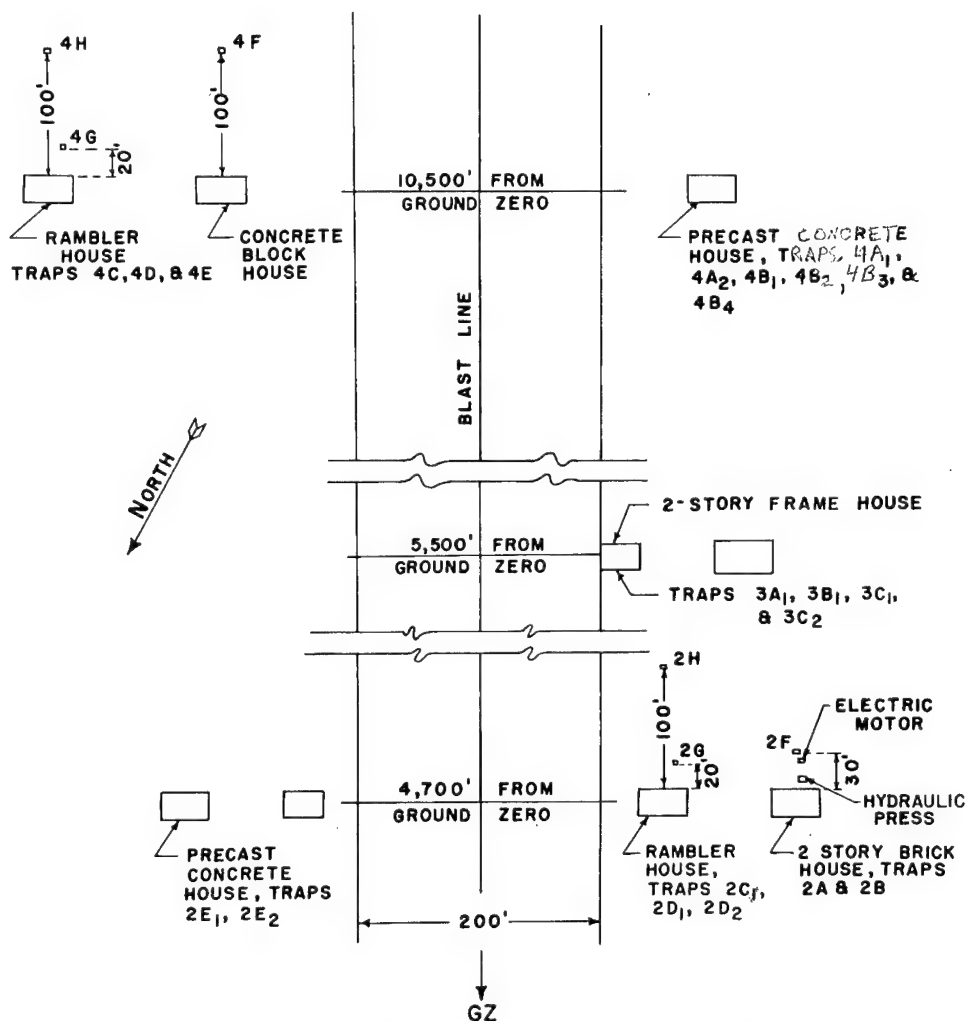 4H
4F
100'
100'
4G
20'
10,500' FROM
GROUND ZERO
RAMBLER
HOUSE
TRAPS 4C, 4D, & 4E
CONCRETE
BLOCK
HOUSE
PRECAST CONCRETE
HOUSE, TRAPS 4A1,
4A2, 4B1, 4B2, 4B3, &
4B4
BLAST LINE
NORTH
2-STORY FRAME HOUSE
5,500' FROM
GROUND ZERO
TRAPS 3A1, 3B1, 3C1,
& 3C2
2H
100'
ELECTRIC
MOTOR
2F
2G
20'
30'
4,700' FROM
GROUND ZERO
HYDRAULIC
PRESS
PRECAST
CONCRETE
HOUSE, TRAPS
2E1, 2E2
RAMBLER
HOUSE,
TRAPS 2C1,
2D1, 2D2
2 STORY BRICK
HOUSE, TRAPS
2A & 2B
200'
GZ